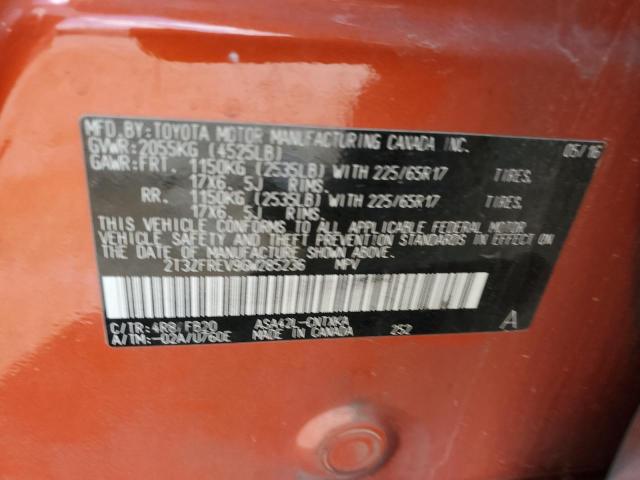 MFD. BY: TOYOTA MOTOR MANUFACTURING CANADA INC.
GVWR: 2055KG (4525LB) 05/16
GAWR: FRT. 1150KG (2535LB) WITH 225/65R17 TIRES.
17X6.5J RIMS.
RR. 1150KG (2535LB) WITH 225/65R17 TIRES.
17X6.5J RIMS.
THIS VEHICLE CONFORMS TO ALL APPLICABLE FEDERAL MOTOR
VEHICLE SAFETY AND THEFT PREVENTION STANDARDS IN EFFECT ON
THE DATE OF MANUFACTURE SHOWN ABOVE.
2T3ZFREV9GW285236 MPV
C/TR: 4R8/FB20 ASA42L-CNTXKA
A/TM: -02A/U760E MADE IN CANADA 252 A